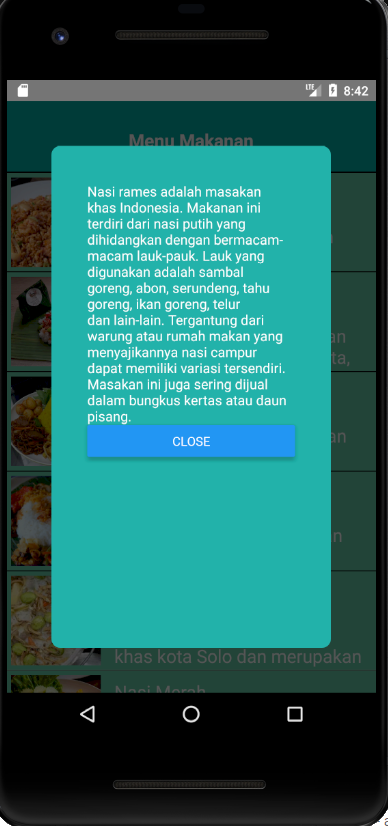 LTE 8:42
Menu Makanan
Nasi rames adalah masakan
khas Indonesia. Makanan ini
terdiri dari nasi putih yang
dihidangkan dengan bermacam-
macam lauk-pauk. Lauk yang
digunakan adalah sambal
goreng, abon, serundeng, tahu
goreng, ikan goreng, telur
dan lain-lain. Tergantung dari
warung atau rumah makan yang
menyajikannya nasi campur
dapat memiliki variasi tersendiri.
Masakan ini juga sering dijual
dalam bungkus kertas atau daun
pisang.
CLOSE
khas kota Solo dan merupakan
Nasi Merah